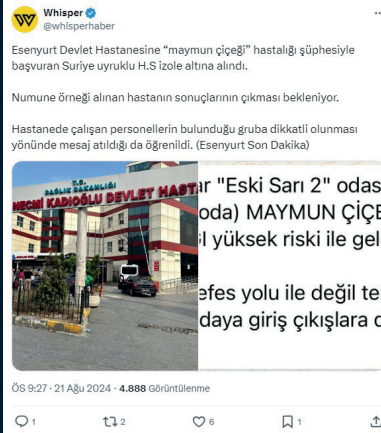 Whisper
@whisperhaber
Esenyurt Devlet Hastanesine “maymun çiçeği” hastalığı şüphesiyle
başvuran Suriye uyruklu H.S izole altına alındı.
Numune örneği alınan hastanın sonuçlarının çıkması bekleniyor.
Hastanede çalışan personellerin bulunduğu gruba dikkatli olunması
yönünde mesaj atıldığı da öğrenildi. (Esenyurt Son Dakika)
T.C.
SAĞLIK BAKANLIĞI
NECMİ KADIOĞLU DEVLET HAST
ır "Eski Sarı 2" odas
oda) MAYMUN ÇİÇE
yüksek riski ile gel
efes yolu ile değil te
daya giriş çıkışlara d
ÖS 9:27 · 21 Ağu 2024 · 4.888 Görüntülenme
1 2 6 1